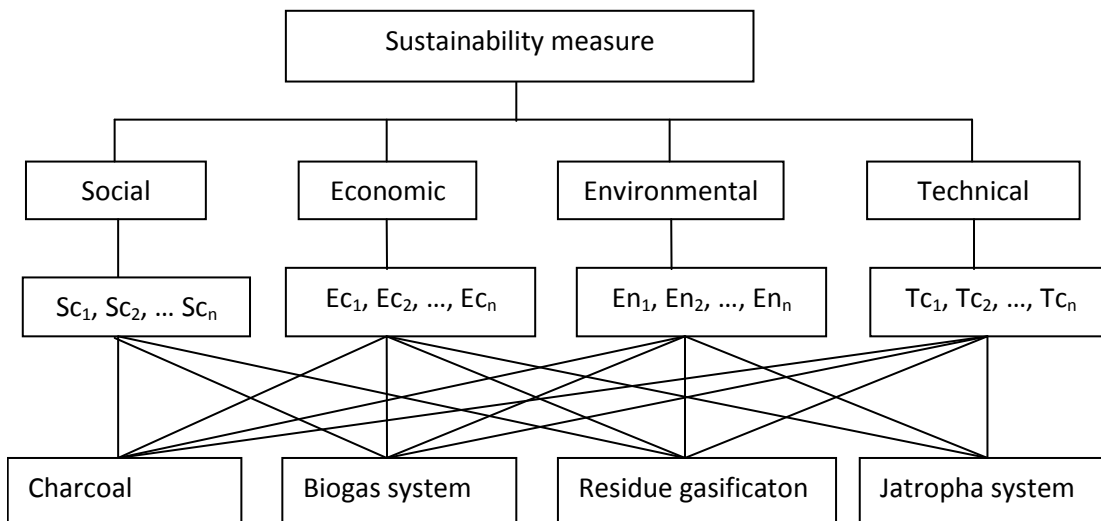 Sustainability measure
Social
Economic
Environmental
Technical
Sc₁, Sc₂, ... Scₙ
Ec₁, Ec₂, ..., Ecₙ
En₁, En₂, ..., Enₙ
Tc₁, Tc₂, ..., Tcₙ
Charcoal
Biogas system
Residue gasificaton
Jatropha system